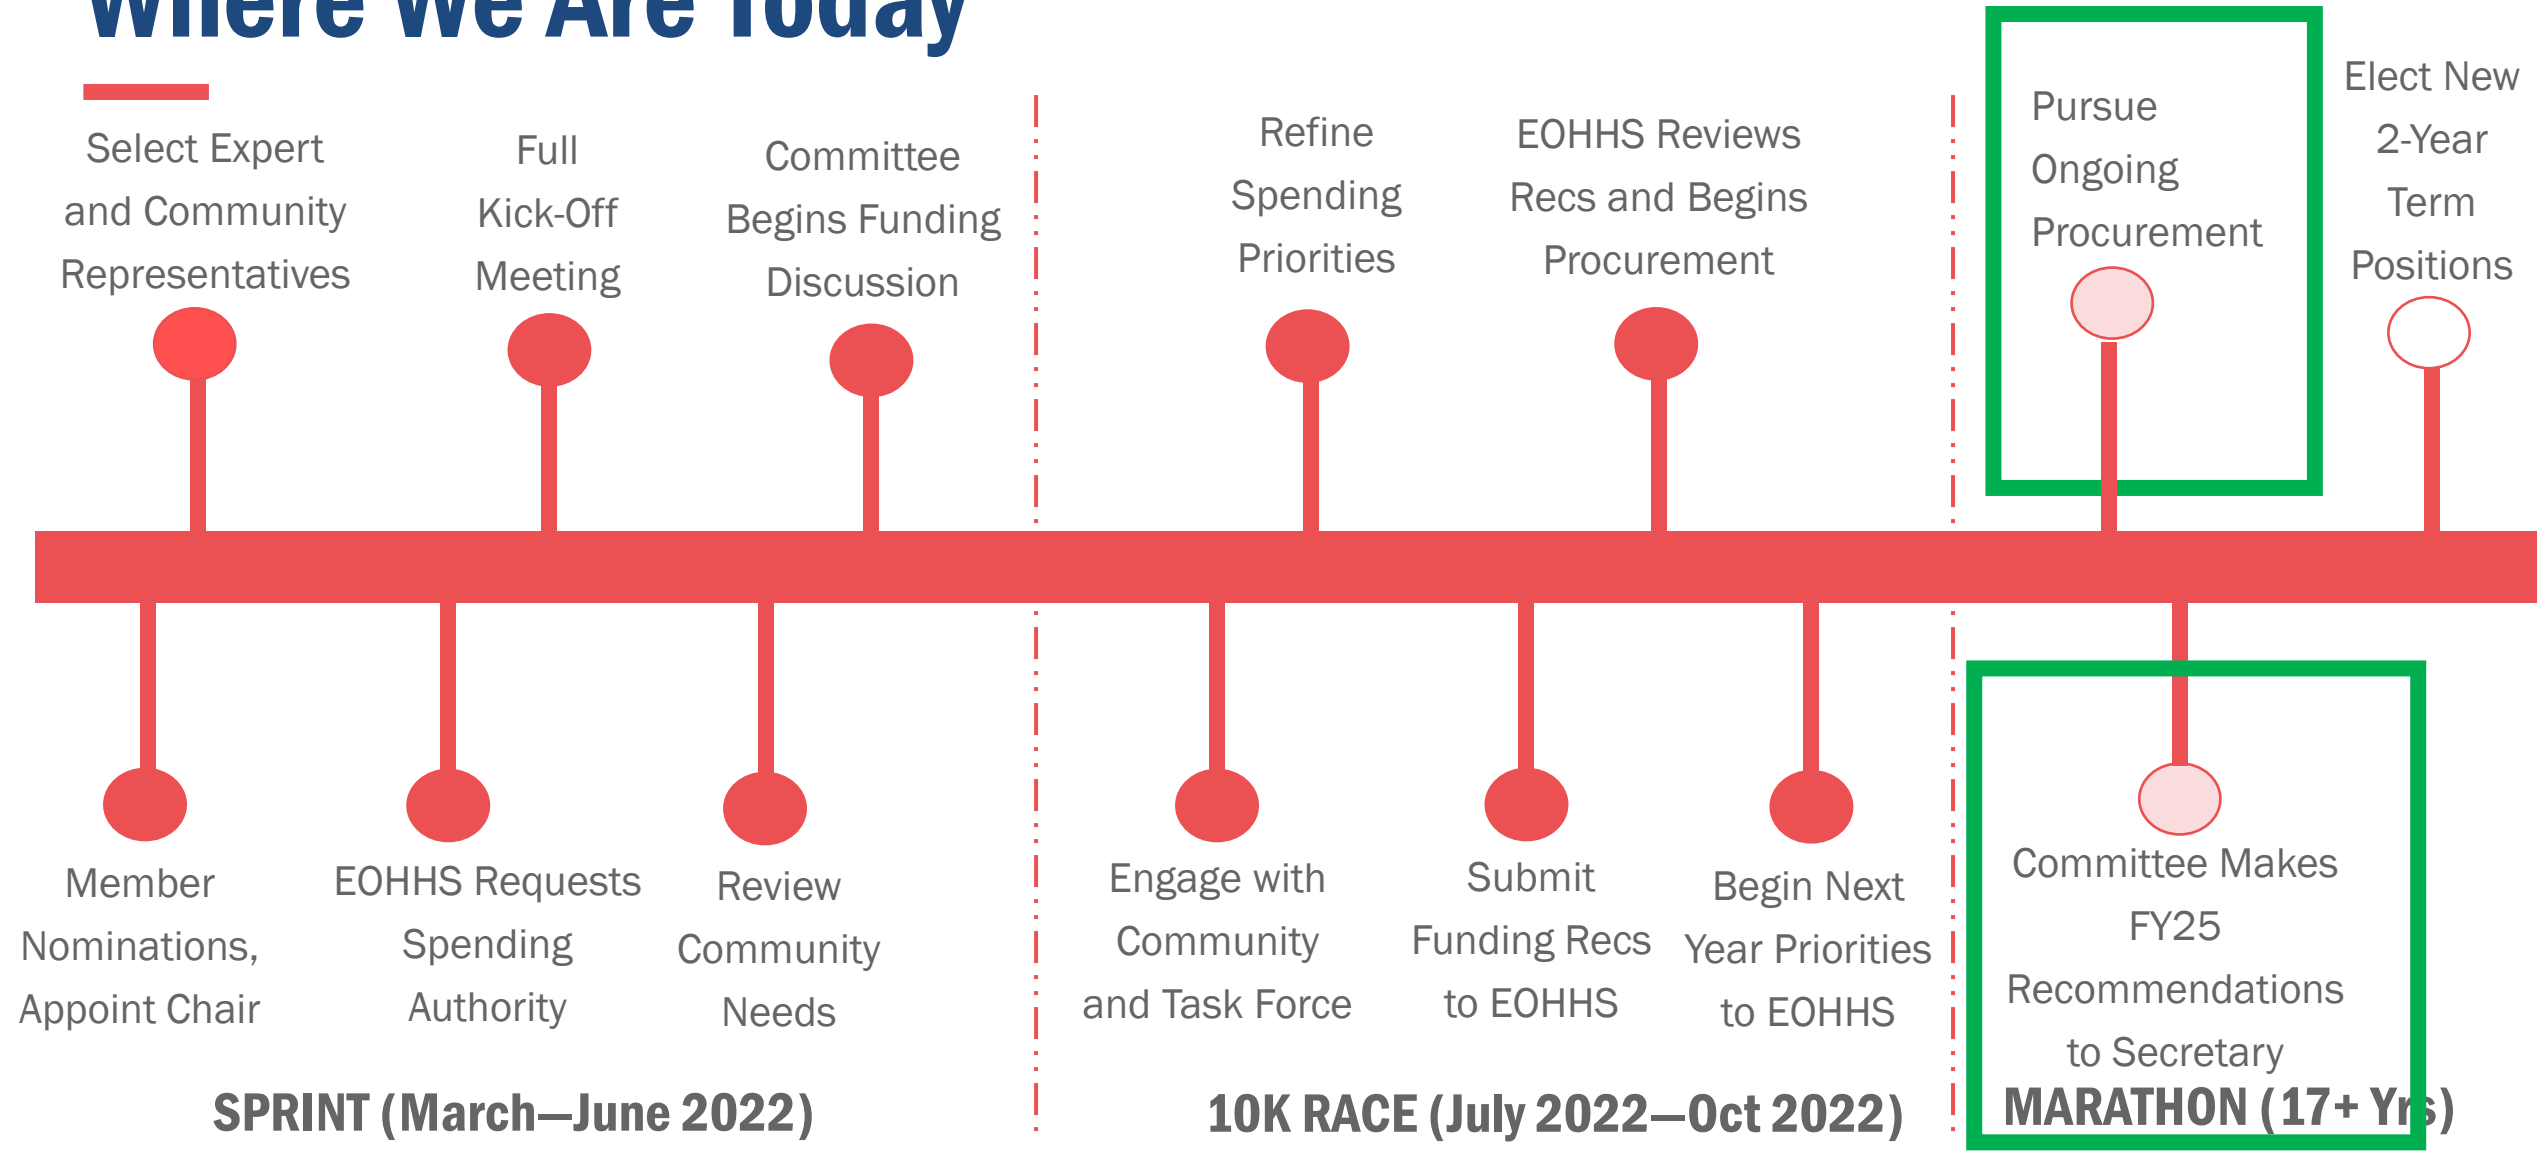 Where We Are Today
Select Expert
and Community
Representatives
Full
Kick-Off
Meeting
Committee
Begins Funding
Discussion
Refine
Spending
Priorities
EOHHS Reviews
Recs and Begins
Procurement
Pursue
Ongoing
Procurement
Elect New
2-Year
Term
Positions
Member
Nominations,
Appoint Chair
EOHHS Requests
Spending
Authority
Review
Community
Needs
Engage with
Community
and Task Force
Submit
Funding Recs
to EOHHS
Begin Next
Year Priorities
to EOHHS
Committee Makes
FY25
Recommendations
to Secretary
SPRINT (March—June 2022)
10K RACE (July 2022—Oct 2022)
MARATHON (17+ Yrs)